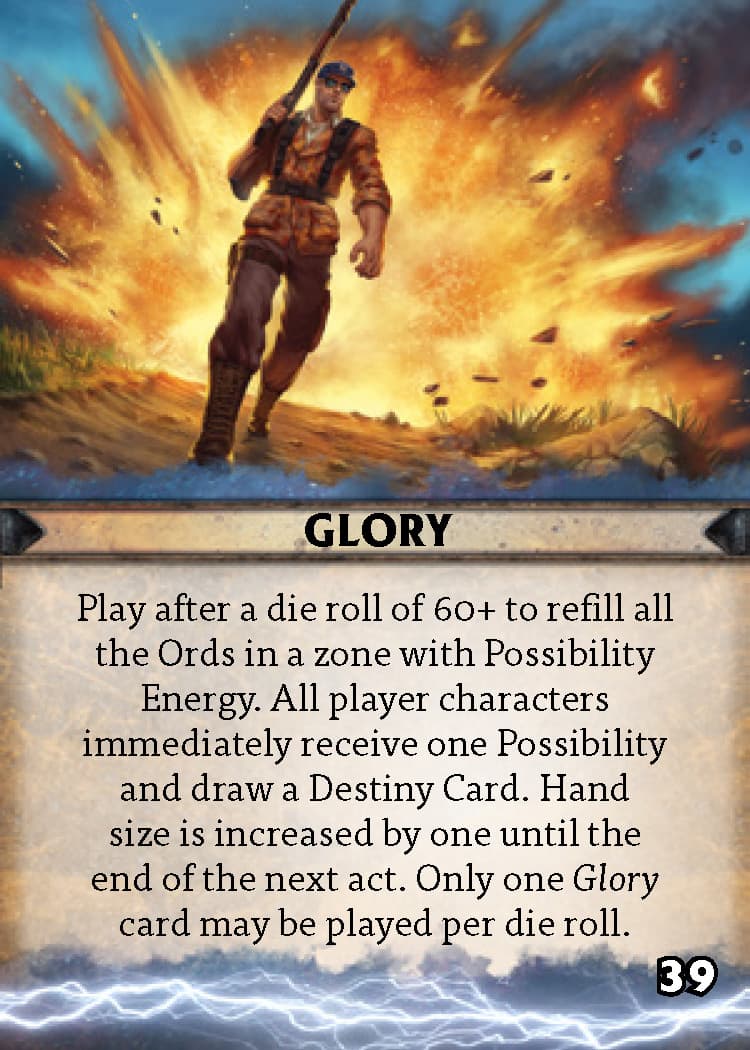 GLORY
Play after a die roll of 60+ to refill all
the Ords in a zone with Possibility
Energy. All player characters
immediately receive one Possibility
and draw a Destiny Card. Hand
size is increased by one until the
end of the next act. Only one Glory
card may be played per die roll.
39